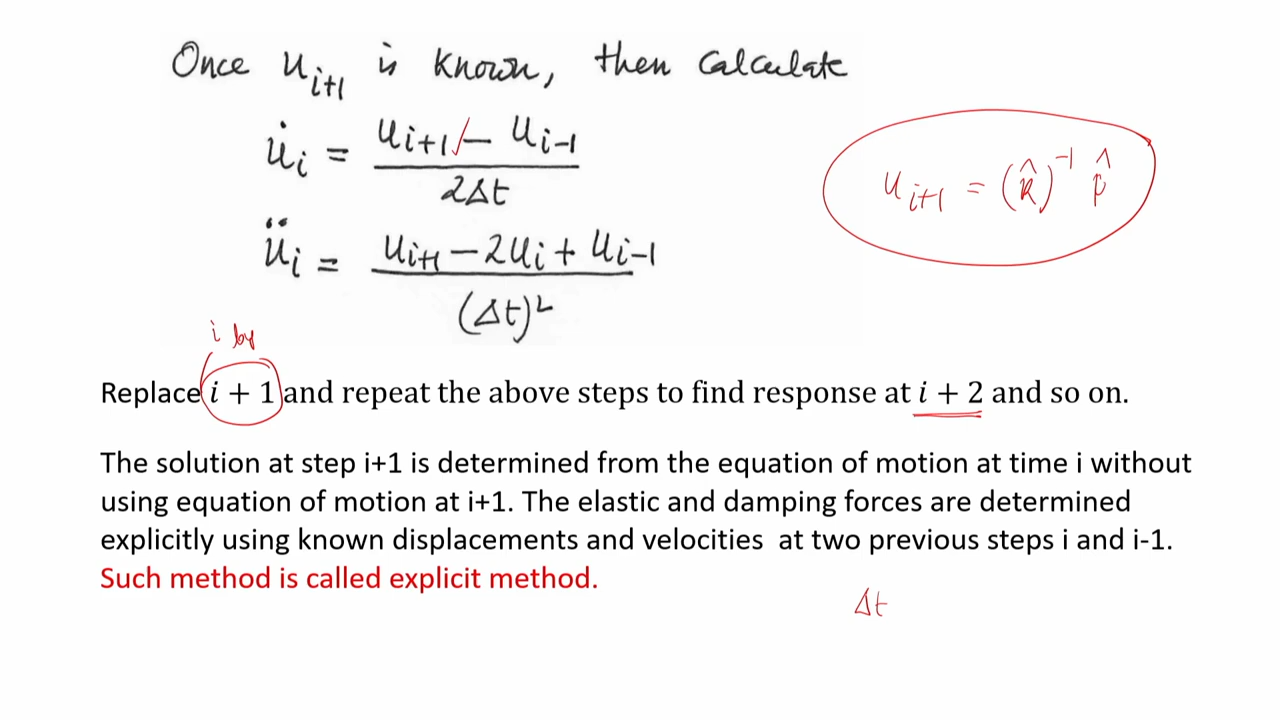 Once u_{i+1} is known, then calculate
u̇_i = (u_{i+1} − u_{i−1}) / 2Δt
u_{i+1} = (k̂)^{−1} p̂
ü_i = (u_{i+1} − 2u_i + u_{i−1}) / (Δt)²
i by
Replace i + 1 and repeat the above steps to find response at i + 2 and so on.
The solution at step i+1 is determined from the equation of motion at time i without
using equation of motion at i+1. The elastic and damping forces are determined
explicitly using known displacements and velocities at two previous steps i and i-1.
Such method is called explicit method.
Δt